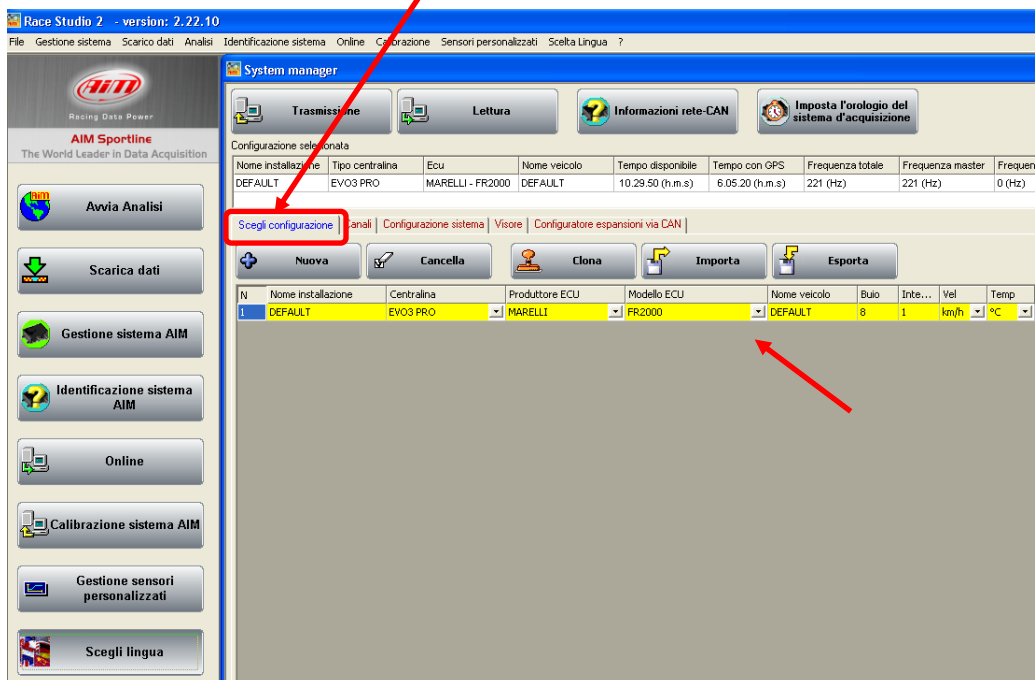 Race Studio 2 - version: 2.22.10
File Gestione sistema Scarico dati Analisi Identificazione sistema Online Calibrazione Sensori personalizzati Scelta Lingua ?
AiM
Racing Data Power
AIM Sportline
The World Leader in Data Acquisition
Avvia Analisi
Scarica dati
Gestione sistema AIM
Identificazione sistema
AIM
Online
Calibrazione sistema AIM
Gestione sensori
personalizzati
Scegli lingua
System manager
Trasmissione Lettura Informazioni rete-CAN Imposta l'orologio del
sistema d'acquisizione
Configurazione selezionata
Nome installazione Tipo centralina Ecu Nome veicolo Tempo disponibile Tempo con GPS Frequenza totale Frequenza master Frequen
DEFAULT EVO3 PRO MARELLI - FR2000 DEFAULT 10.29.50 (h.m.s) 6.05.20 (h.m.s) 221 (Hz) 221 (Hz) 0 (Hz)
Scegli configurazione Canali Configurazione sistema Visore Configuratore espansioni via CAN
Nuova Cancella Clona Importa Esporta
N Nome installazione Centralina Produttore ECU Modello ECU Nome veicolo Buio Inte... Vel Temp
1 DEFAULT EVO3 PRO MARELLI FR2000 DEFAULT 8 1 km/h °C